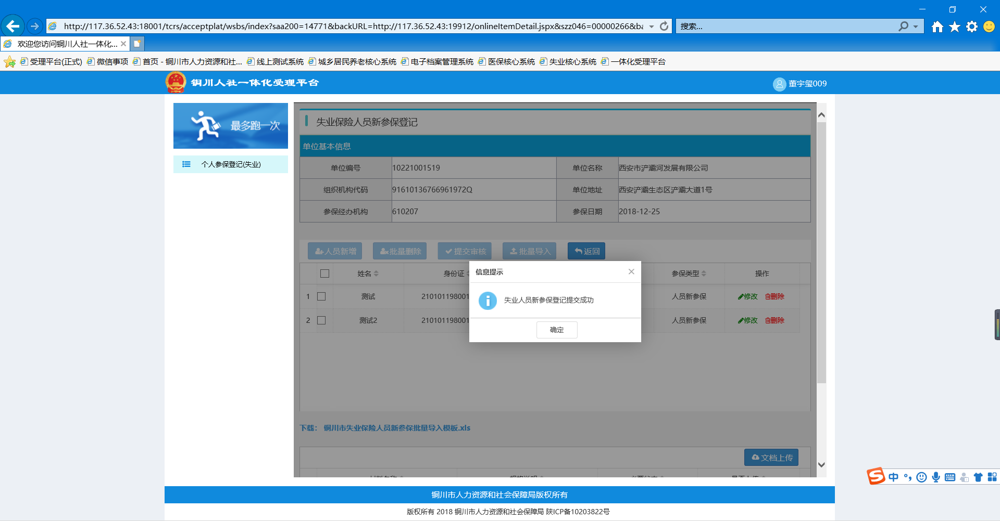 http://117.36.52.43:18001/tcrs/acceptplat/wsbs/index?saa200=14771&backURL=http://117.36.52.43:19912/onlineItemDetail.jspx&szz046=00000266&ba
搜索...
欢迎您访问铜川人社一体化...
受理平台(正式) 微信事项 首页 - 铜川市人力资源和社... 线上测试系统 城乡居民养老核心系统 电子档案管理系统 医保核心系统 失业核心系统 一体化受理平台
铜川人社一体化受理平台
董宇玺009
最多跑一次
个人参保登记(失业)
失业保险人员新参保登记
单位基本信息
单位编号 10221001519 单位名称 西安市浐灞河发展有限公司
组织机构代码 91610136766961972Q 单位地址 西安浐灞生态区浐灞大道1号
参保经办机构 610207 参保日期 2018-12-25
人员新增 批量删除 提交审核 批量导入 返回
姓名 身份证 参保类型 操作
1 测试 210101198001 人员新参保 修改 删除
2 测试2 210101198001 人员新参保 修改 删除
信息提示
失业人员新参保登记提交成功
确定
下载: 铜川市失业保险人员新参保批量导入模板.xls
文档上传
铜川市人力资源和社会保障局版权所有
版权所有 2018 铜川市人力资源和社会保障局 陕ICP备10203822号
中